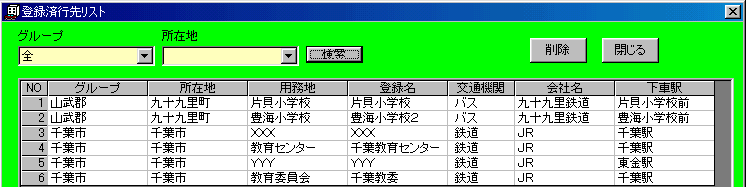 登録済行先リスト
グループ 所在地
全 検索 削除 閉じる
NO グループ 所在地 用務地 登録名 交通機関 会社名 下車駅
1 山武郡 九十九里町 片貝小学校 片貝小学校 バス 九十九里鉄道 片貝小学校前
2 山武郡 九十九里町 豊海小学校 豊海小学校2 バス 九十九里鉄道 豊海小学校前
3 千葉市 千葉市 XXX XXX 鉄道 JR 千葉駅
4 千葉市 千葉市 教育センター 千葉教育センター 鉄道 JR 千葉駅
5 千葉市 千葉市 YYY YYY 鉄道 JR 東金駅
6 千葉市 千葉市 教育委員会 千葉教委 鉄道 JR 千葉駅